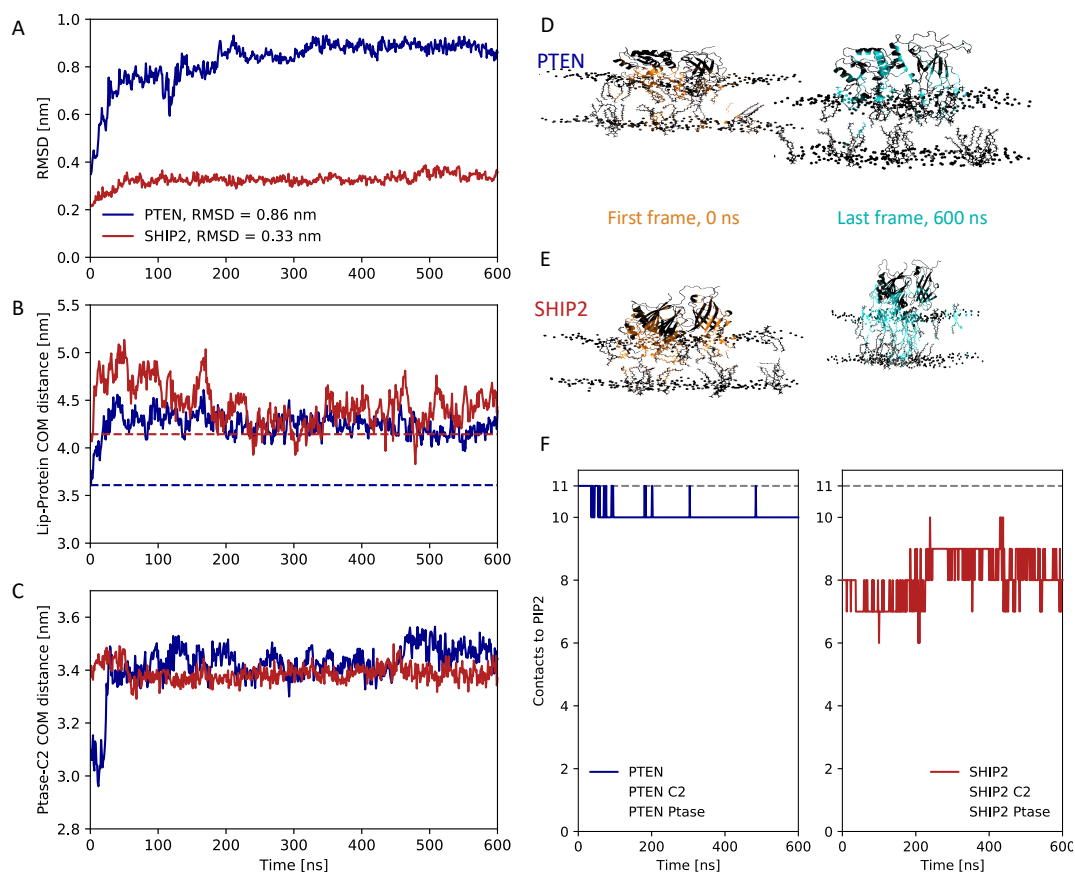 A
1.0
0.8
0.6
0.4
0.2
0.0
RMSD [nm]
PTEN, RMSD = 0.86 nm
SHIP2, RMSD = 0.33 nm
0 100 200 300 400 500 600
B
5.5
5.0
4.5
4.0
3.5
3.0
Lip-Protein COM distance [nm]
0 100 200 300 400 500 600
C
3.6
3.4
3.2
3.0
2.8
Ptase-C2 COM distance [nm]
0 100 200 300 400 500 600
Time [ns]
D
PTEN
First frame, 0 ns
Last frame, 600 ns
E
SHIP2
F
11
10
8
6
4
2
0
Contacts to PIP2
PTEN
PTEN C2
PTEN Ptase
0 200 400 600
Time [ns]
11
10
8
6
4
2
0
SHIP2
SHIP2 C2
SHIP2 Ptase
0 200 400 600
Time [ns]